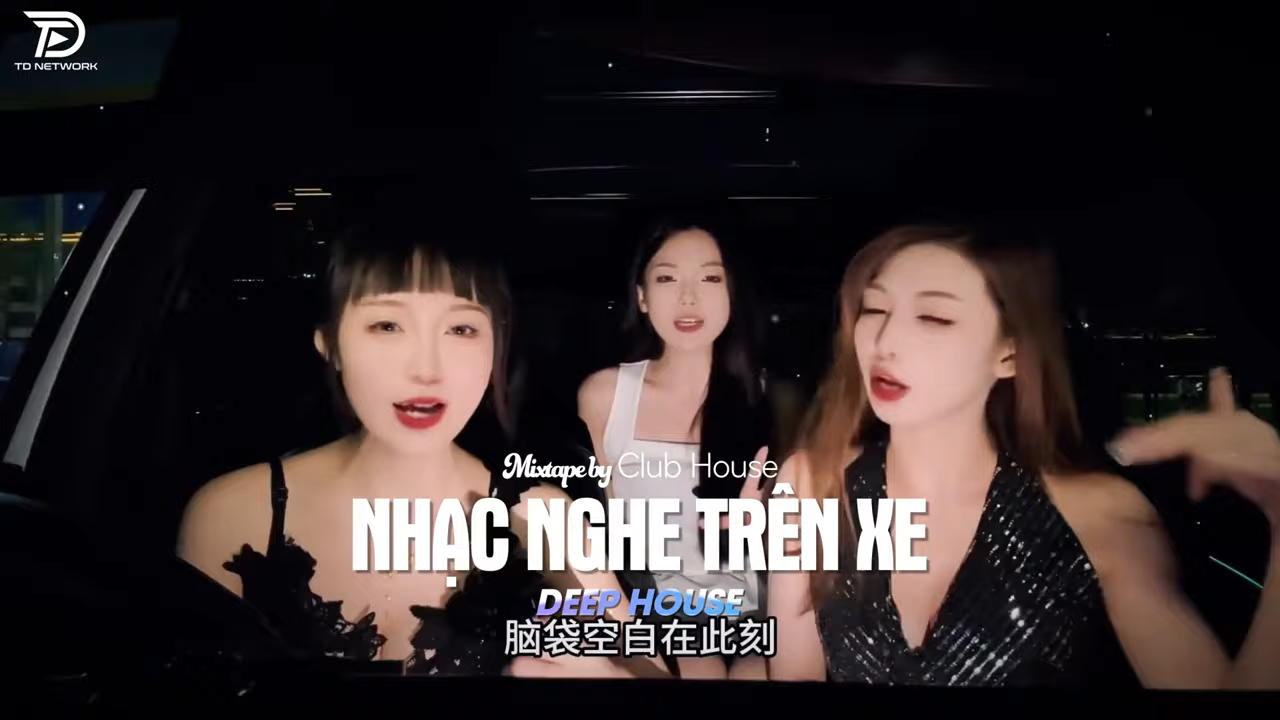 TD NETWORK
Mixtape by Club House
NHẠC NGHE TRÊN XE
DEEP HOUSE
脑袋空白在此刻